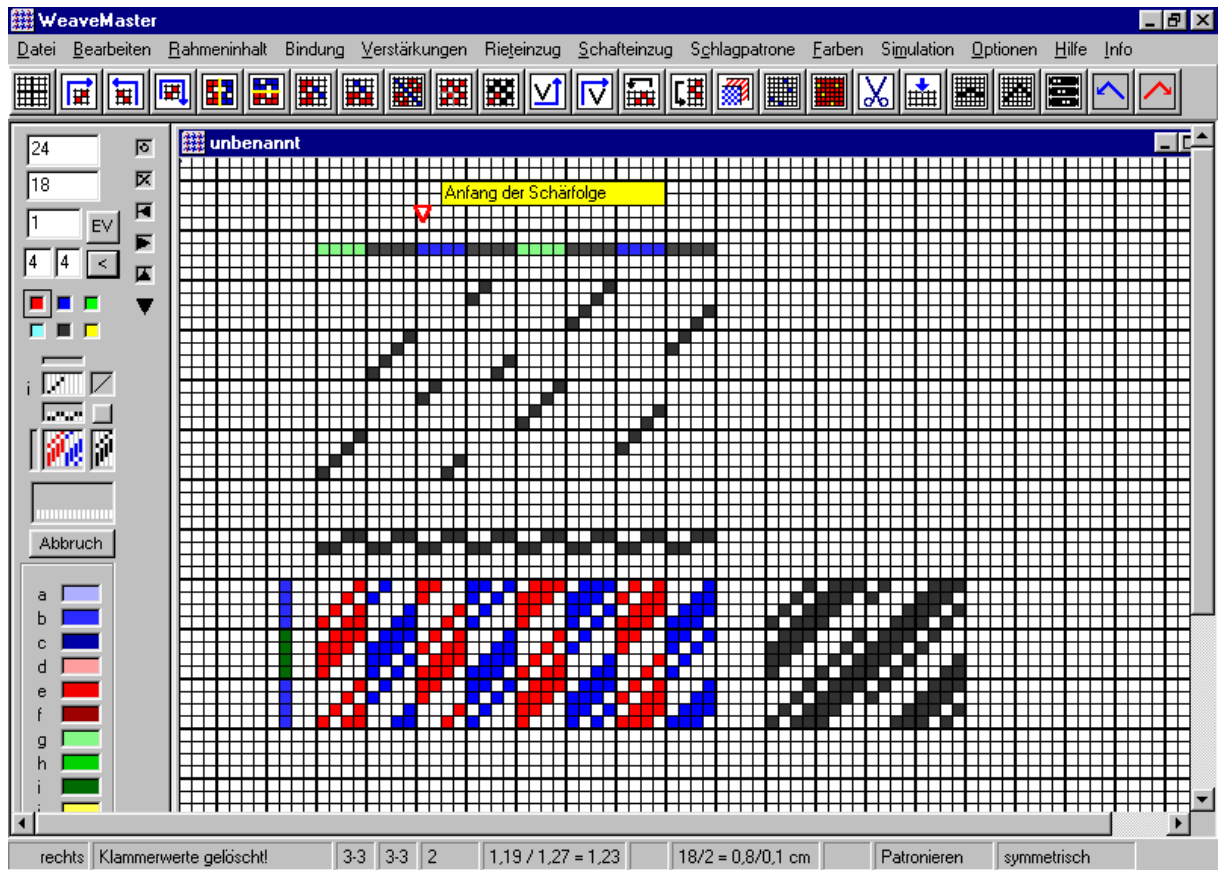 WeaveMaster
Datei Bearbeiten Rahmeninhalt Bindung Verstärkungen Rieteinzug Schafteinzug Schlagpatrone Farben Simulation Optionen Hilfe Info
unbenannt
24
18
1 EV
4 4 <
Anfang der Schärfolge
i
Abbruch
a
b
c
d
e
f
g
h
i
rechts Klammerwerte gelöscht! 3-3 3-3 2 1,19 / 1,27 = 1,23 18/2 = 0,8/0,1 cm Patronieren symmetrisch